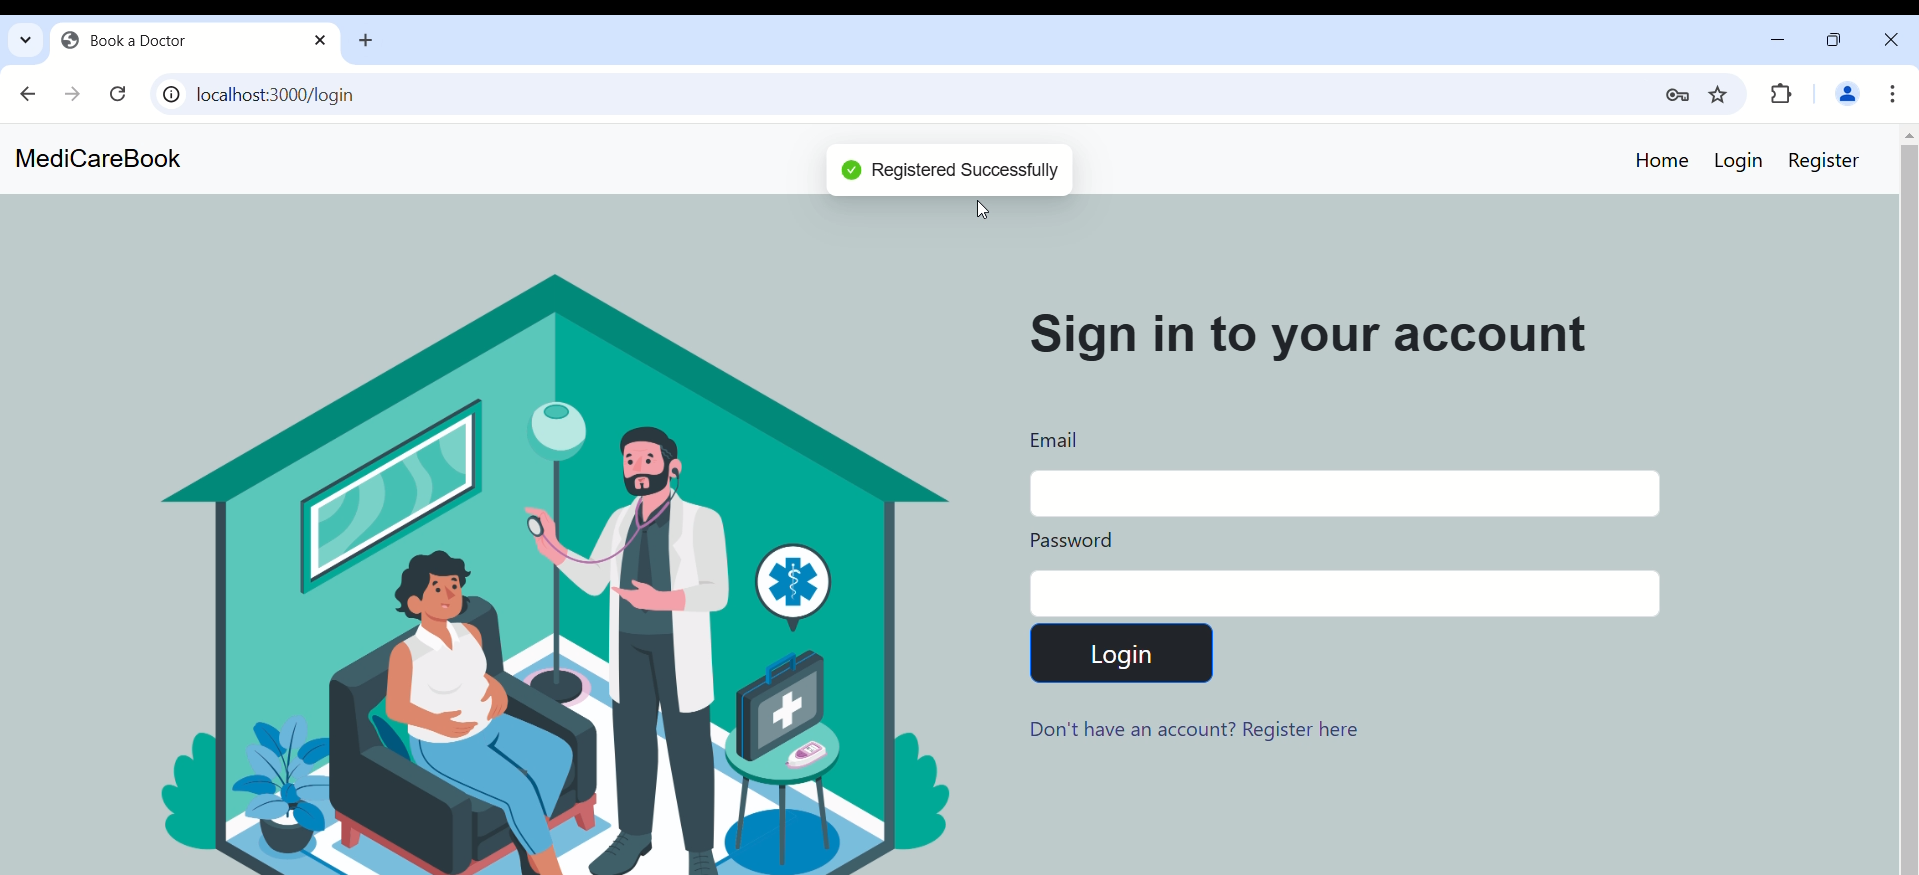 Book a Doctor
localhost:3000/login
MediCareBook
Registered Successfully
Home Login Register
Sign in to your account
Email
Password
Login
Don't have an account? Register here